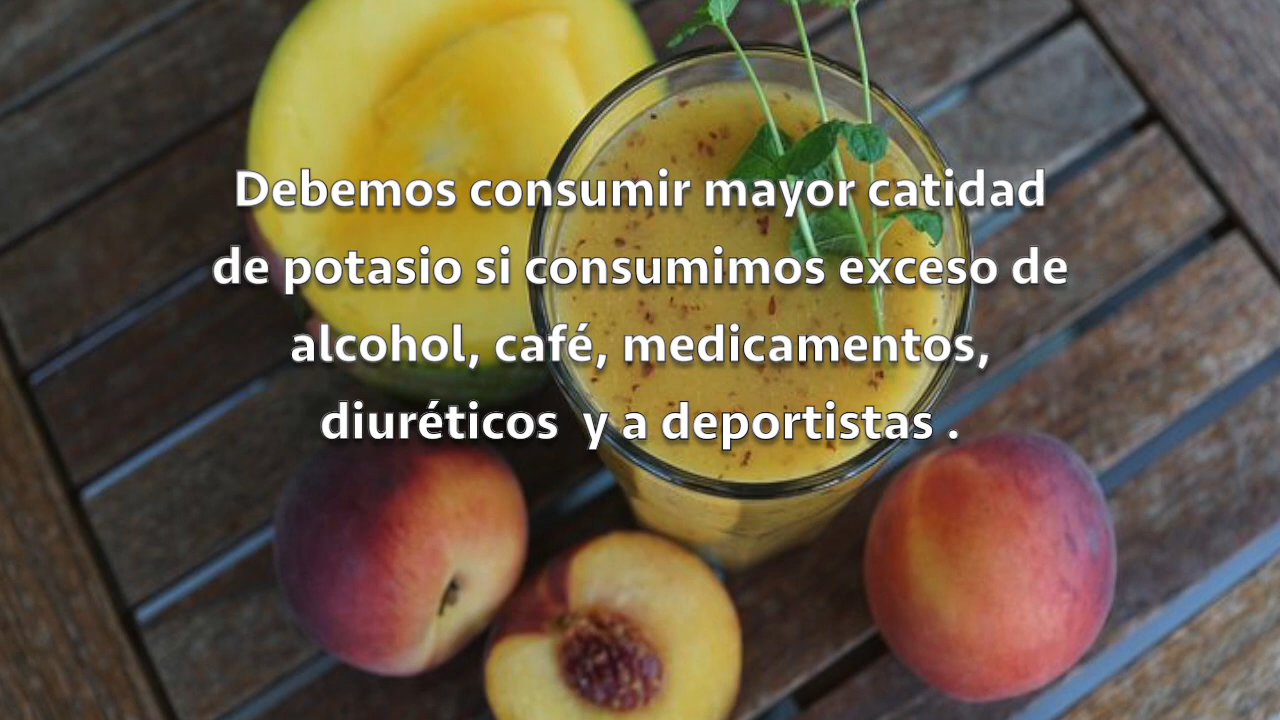 Debemos consumir mayor catidad
de potasio si consumimos exceso de
alcohol, café, medicamentos,
diuréticos  y a deportistas .